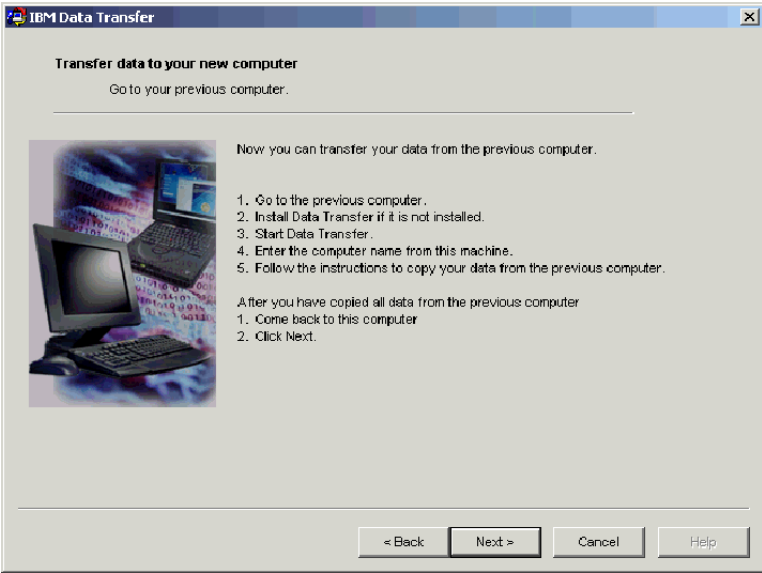 IBM Data Transfer
Transfer data to your new computer
Go to your previous computer.
Now you can transfer your data from the previous computer.
1. Go to the previous computer.
2. Install Data Transfer if it is not installed.
3. Start Data Transfer.
4. Enter the computer name from this machine.
5. Follow the instructions to copy your data from the previous computer.
After you have copied all data from the previous computer
1. Come back to this computer
2. Click Next.
< Back
Next >
Cancel
Help